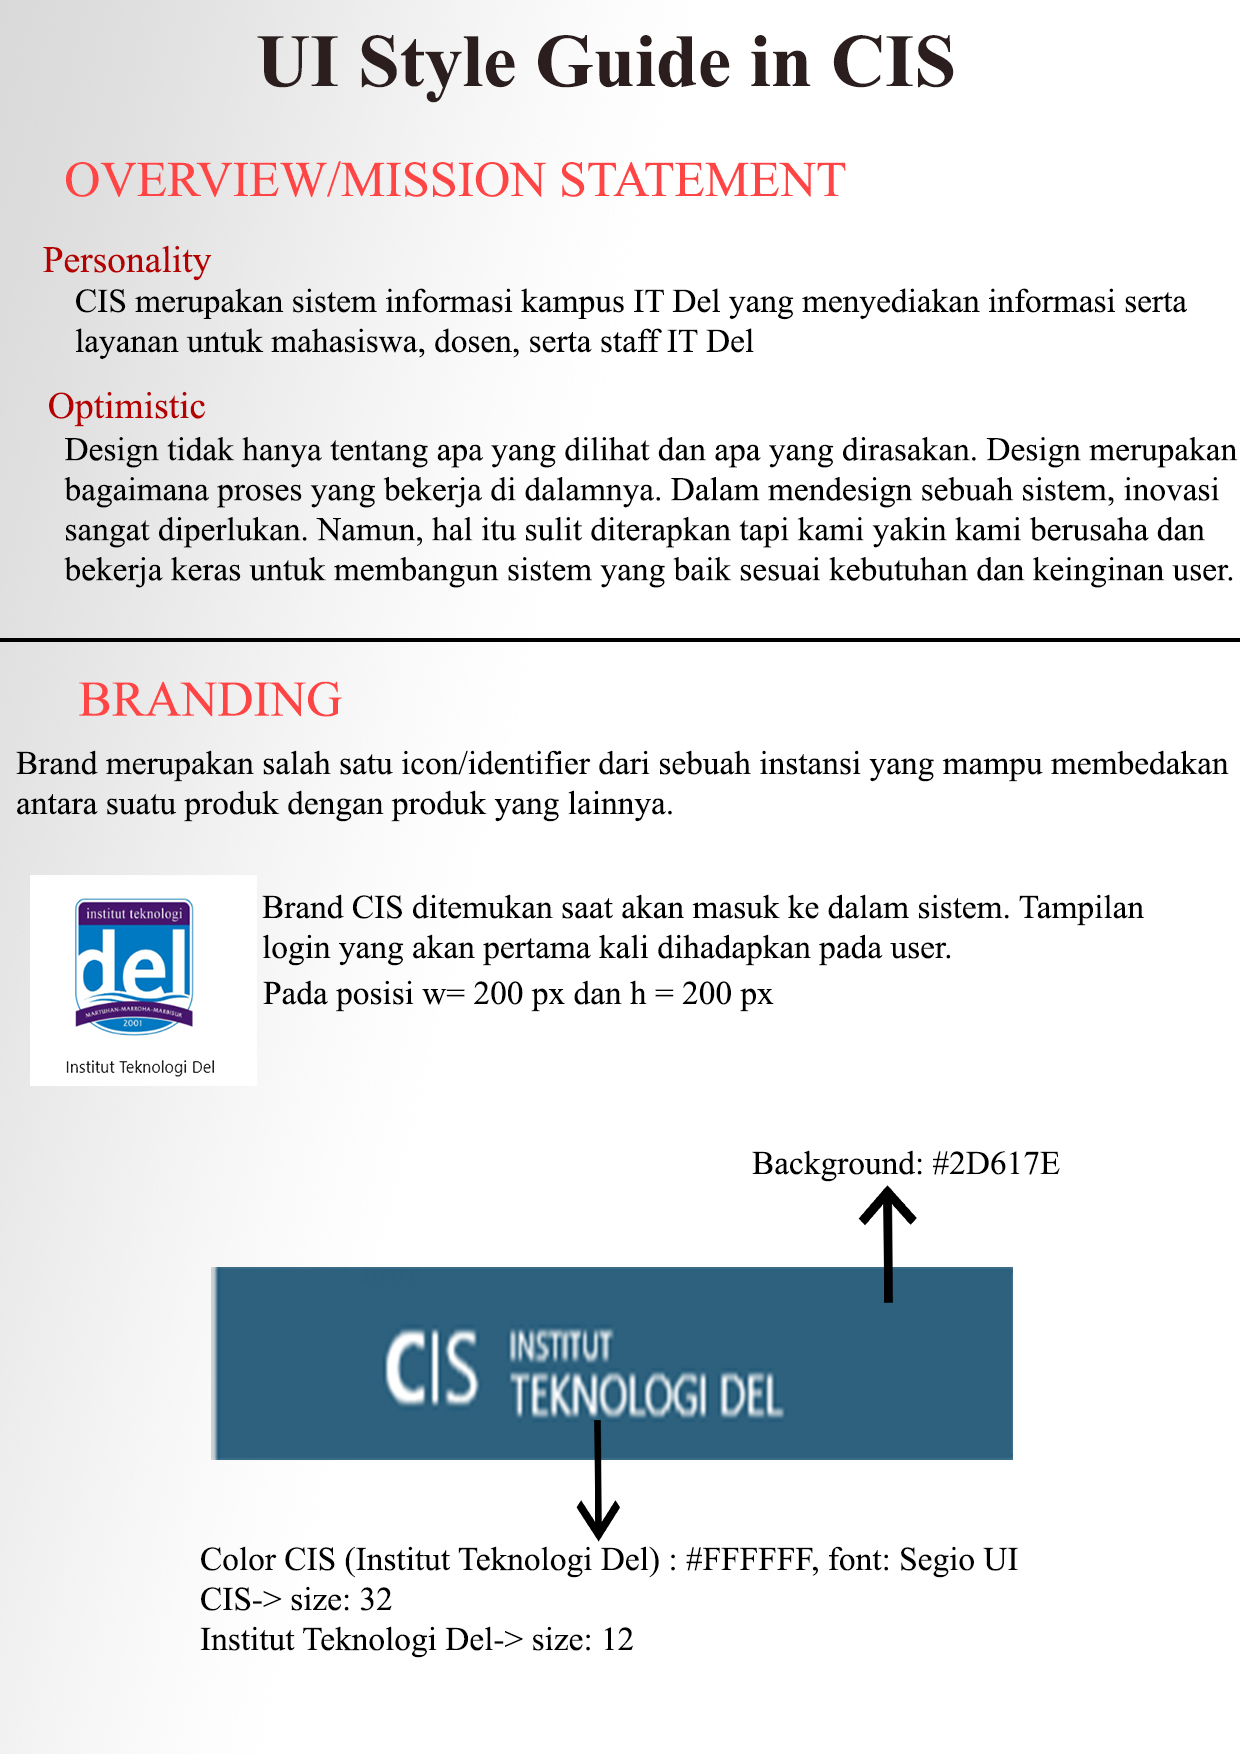 UI Style Guide in CIS
OVERVIEW/MISSION STATEMENT
Personality
CIS merupakan sistem informasi kampus IT Del yang menyediakan informasi serta
layanan untuk mahasiswa, dosen, serta staff IT Del
Optimistic
Design tidak hanya tentang apa yang dilihat dan apa yang dirasakan. Design merupakan
bagaimana proses yang bekerja di dalamnya. Dalam mendesign sebuah sistem, inovasi
sangat diperlukan. Namun, hal itu sulit diterapkan tapi kami yakin kami berusaha dan
bekerja keras untuk membangun sistem yang baik sesuai kebutuhan dan keinginan user.
BRANDING
Brand merupakan salah satu icon/identifier dari sebuah instansi yang mampu membedakan
antara suatu produk dengan produk yang lainnya.
institut teknologi
del
MARTUHAN-MARROHA-MARBISUK
2001
Institut Teknologi Del
Brand CIS ditemukan saat akan masuk ke dalam sistem. Tampilan
login yang akan pertama kali dihadapkan pada user.
Pada posisi w= 200 px dan h = 200 px
Background: #2D617E
CIS INSTITUT
TEKNOLOGI DEL
Color CIS (Institut Teknologi Del) : #FFFFFF, font: Segio UI
CIS-> size: 32
Institut Teknologi Del-> size: 12